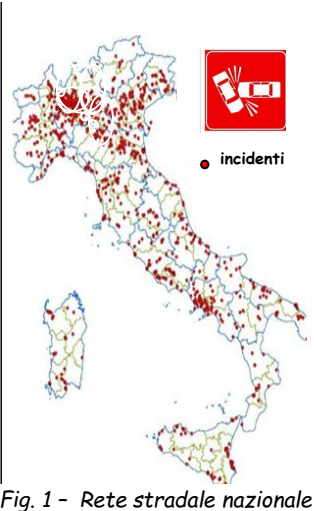 incidenti
Fig. 1 – Rete stradale nazionale